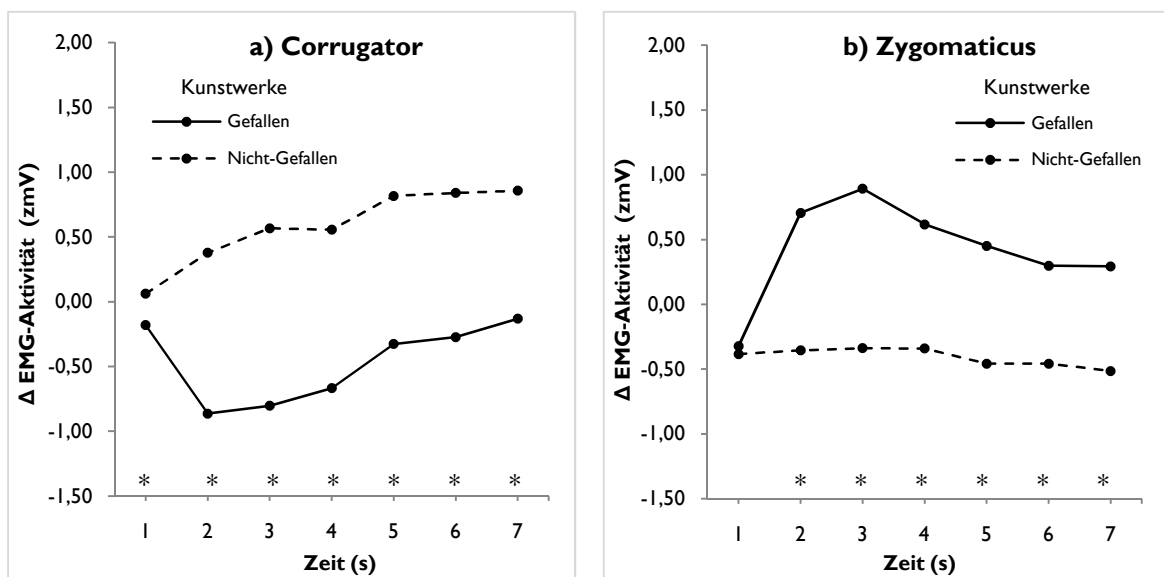 a) Corrugator
Kunstwerke
Gefallen
Nicht-Gefallen
Δ EMG-Aktivität (zmV)
2,00
1,50
1,00
0,50
0,00
-0,50
-1,00
-1,50
* * * * * * *
1 2 3 4 5 6 7
Zeit (s)
b) Zygomaticus
Kunstwerke
Gefallen
Nicht-Gefallen
Δ EMG-Aktivität (zmV)
2,00
1,50
1,00
0,50
0,00
-0,50
-1,00
-1,50
* * * * * *
1 2 3 4 5 6 7
Zeit (s)